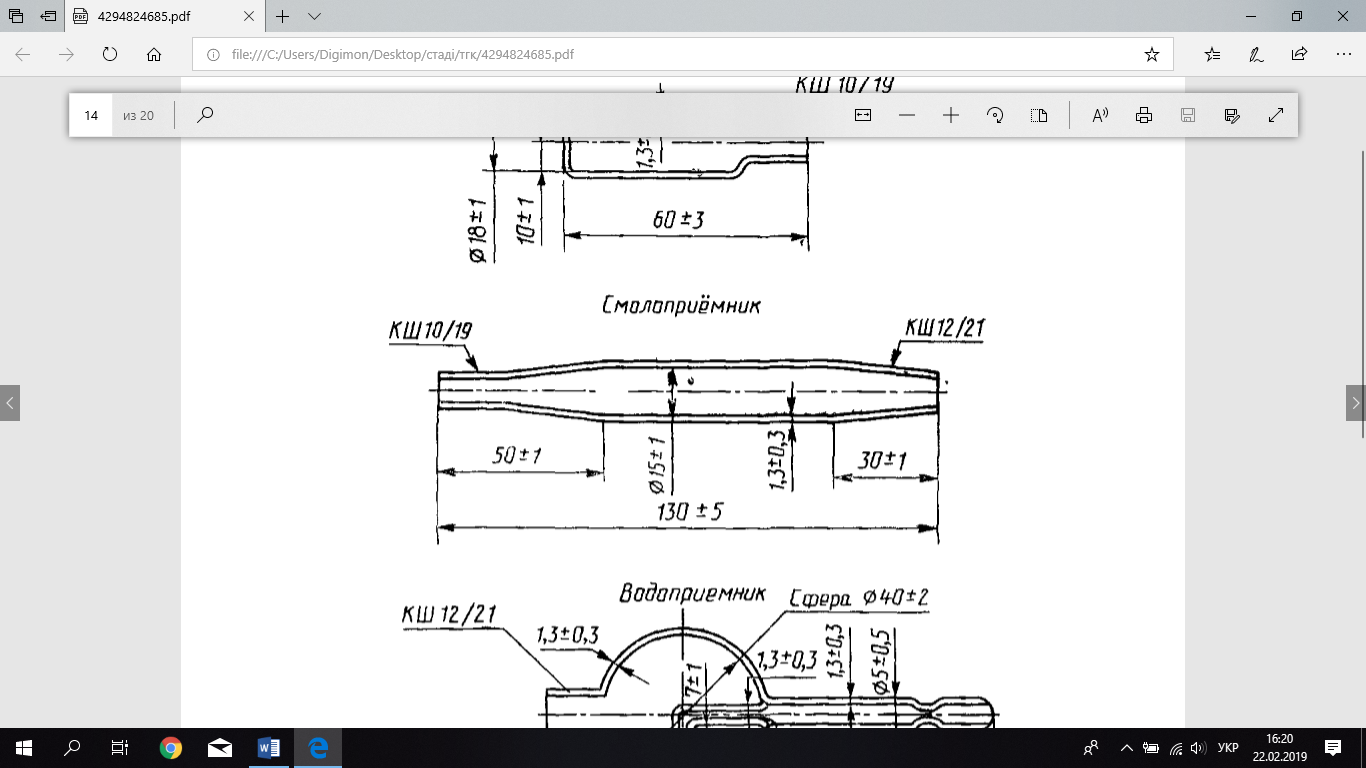 4294824685.pdf
file:///C:/Users/Digimon/Desktop/стаді/тгк/4294824685.pdf
КШ 10/19
14 из 20
1,3±
Ø18±1
10±1
60±3
Смолоприёмник
КШ10/19
КШ12/21
50±1
Ø15±1
1,3±0,3
30±1
130±5
Водоприемник
Сфера Ø40±2
КШ 12/21
1,3±0,3
7±1
1,3±0,3
1,3±0,3
Ø5±0,5
УКР
16:20
22.02.2019